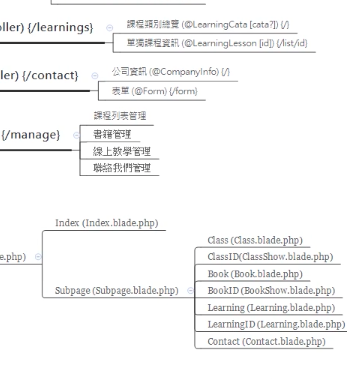 ller) {/learnings}
課程類別總覽 (@LearningCata [cata?]) {/}
單獨課程資訊 (@LearningLesson [id]) {/list/id}
ler) {/contact}
公司資訊 (@CompanyInfo) {/}
表單 (@Form) {/form}
{/manage}
課程列表管理
書籍管理
線上教學管理
聯絡我們管理
Index (Index.blade.php)
e.php)
Subpage (Subpage.blade.php)
Class (Class.blade.php)
ClassID(ClassShow.blade.php)
Book (Book.blade.php)
BookID (BookShow.blade.php)
Learning (Learning.blade.php)
LearningID (Learning.blade.php)
Contact (Contact.blade.php)